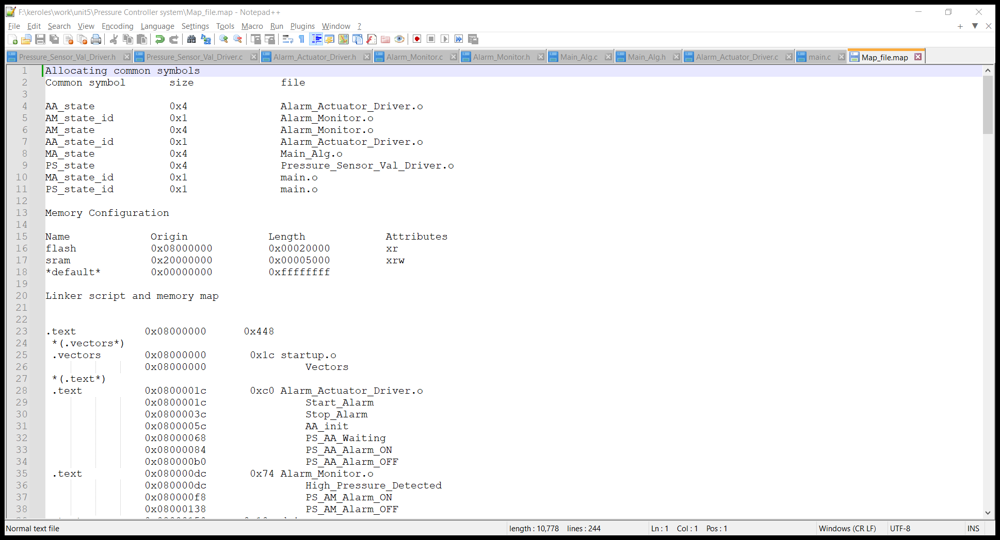 F:\keroles\work\unit5\Pressure Controller system\Map_file.map - Notepad++
File Edit Search View Encoding Language Settings Tools Macro Run Plugins Window ?
Pressure_Sensor_Val_Driver.h Pressure_Sensor_Val_Driver.c Alarm_Actuator_Driver.h Alarm_Monitor.c Alarm_Monitor.h Main_Alg.c Main_Alg.h Alarm_Actuator_Driver.c main.c Map_file.map
1 Allocating common symbols
2 Common symbol size file
3
4 AA_state 0x4 Alarm_Actuator_Driver.o
5 AM_state_id 0x1 Alarm_Monitor.o
6 AM_state 0x4 Alarm_Monitor.o
7 AA_state_id 0x1 Alarm_Actuator_Driver.o
8 MA_state 0x4 Main_Alg.o
9 PS_state 0x4 Pressure_Sensor_Val_Driver.o
10 MA_state_id 0x1 main.o
11 PS_state_id 0x1 main.o
12
13 Memory Configuration
14
15 Name Origin Length Attributes
16 flash 0x08000000 0x00020000 xr
17 sram 0x20000000 0x00005000 xrw
18 *default* 0x00000000 0xffffffff
19
20 Linker script and memory map
21
22
23 .text 0x08000000 0x448
24 *(.vectors*)
25 .vectors 0x08000000 0x1c startup.o
26 0x08000000 Vectors
27 *(.text*)
28 .text 0x0800001c 0xc0 Alarm_Actuator_Driver.o
29 0x0800001c Start_Alarm
30 0x0800003c Stop_Alarm
31 0x0800005c AA_init
32 0x08000068 PS_AA_Waiting
33 0x08000084 PS_AA_Alarm_ON
34 0x080000b0 PS_AA_Alarm_OFF
35 .text 0x080000dc 0x74 Alarm_Monitor.o
36 0x080000dc High_Pressure_Detected
37 0x080000f8 PS_AM_Alarm_ON
38 0x08000138 PS_AM_Alarm_OFF
Normal text file length : 10,778 lines : 244 Ln : 1 Col : 1 Pos : 1 Windows (CR LF) UTF-8 INS